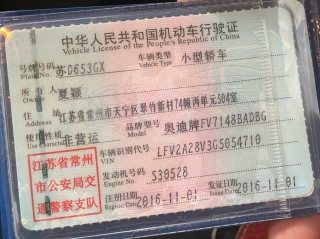 中华人民共和国机动车行驶证
Vehicle License of the People's Republic of China
号牌号码 苏D653GX 车辆类型 小型轿车
Plate No. Vehicle Type
所有人 夏颖
Owner
住址 江苏省常州市天宁区翠竹新村74幢丙单元504室
Address
使用性质 非营运 品牌型号 奥迪牌FV7148BADBG
Use Character Model
江苏省常州 车辆识别代号 LFV2A28V3G5054710
VIN
市公安局交 发动机号码 S30528
Engine No.
通警察支队 注册日期 2016-11-01 发证日期 2016-11-01
Register Date Issue Date